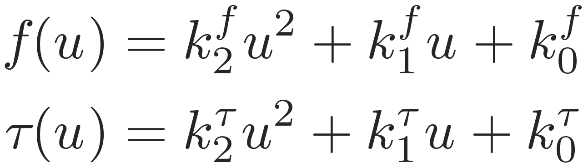 f(u) = k_2^f u^2 + k_1^f u + k_0^f
τ(u) = k_2^τ u^2 + k_1^τ u + k_0^τ